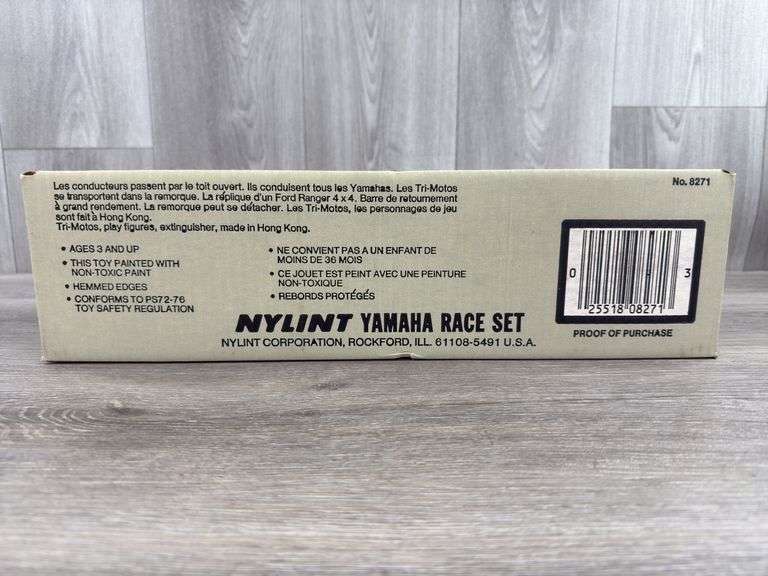 Les conducteurs passent par le toit ouvert. Ils conduisent tous les Yamahas. Les Tri-Motos
se transportent dans la remorque. La réplique d'un Ford Ranger 4 x 4. Barre de retournement
à grand rendement. La remorque peut se détacher. Les Tri-Motos, les personnages de jeu
sont fait à Hong Kong.
Tri-Motos, play figures, extinguisher, made in Hong Kong.
No. 8271
• AGES 3 AND UP
• THIS TOY PAINTED WITH
NON-TOXIC PAINT
• HEMMED EDGES
• CONFORMS TO PS72-76
TOY SAFETY REGULATION
• NE CONVIENT PAS A UN ENFANT DE
MOINS DE 36 MOIS
• CE JOUET EST PEINT AVEC UNE PEINTURE
NON-TOXIQUE
• REBORDS PROTÉGÉS
NYLINT YAMAHA RACE SET
NYLINT CORPORATION, ROCKFORD, ILL. 61108-5491 U.S.A.
0 25518 08271 3
PROOF OF PURCHASE